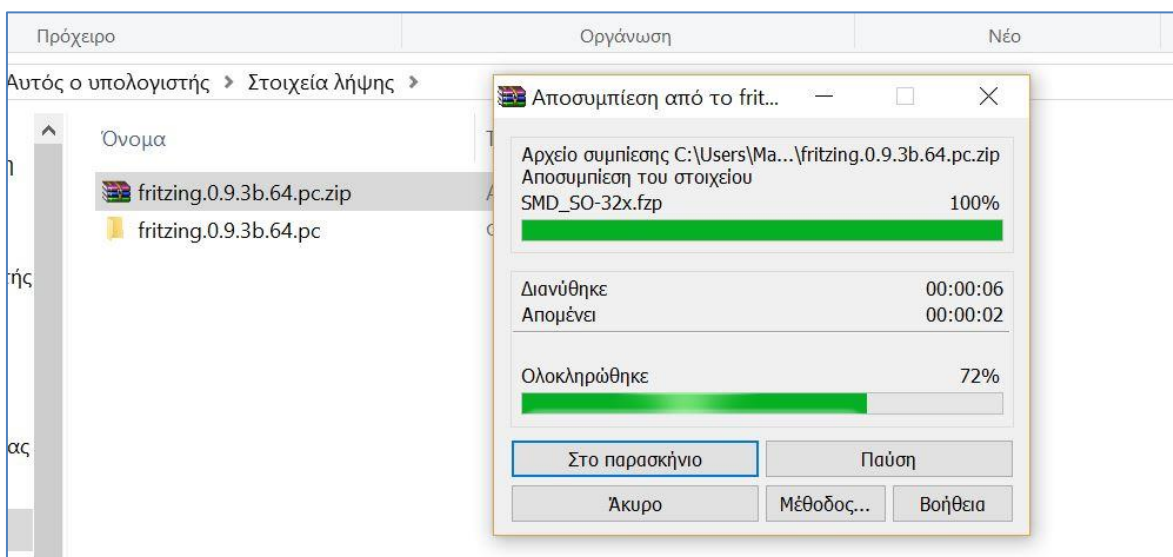 Πρόχειρο Οργάνωση Νέο
Αυτός ο υπολογιστής > Στοιχεία λήψης >
Όνομα
fritzing.0.9.3b.64.pc.zip
fritzing.0.9.3b.64.pc
Αποσυμπίεση από το frit...
Αρχείο συμπίεσης C:\Users\Ma...\fritzing.0.9.3b.64.pc.zip
Αποσυμπίεση του στοιχείου
SMD_SO-32x.fzp 100%
Διανύθηκε 00:00:06
Απομένει 00:00:02
Ολοκληρώθηκε 72%
Στο παρασκήνιο Παύση
Άκυρο Μέθοδος... Βοήθεια